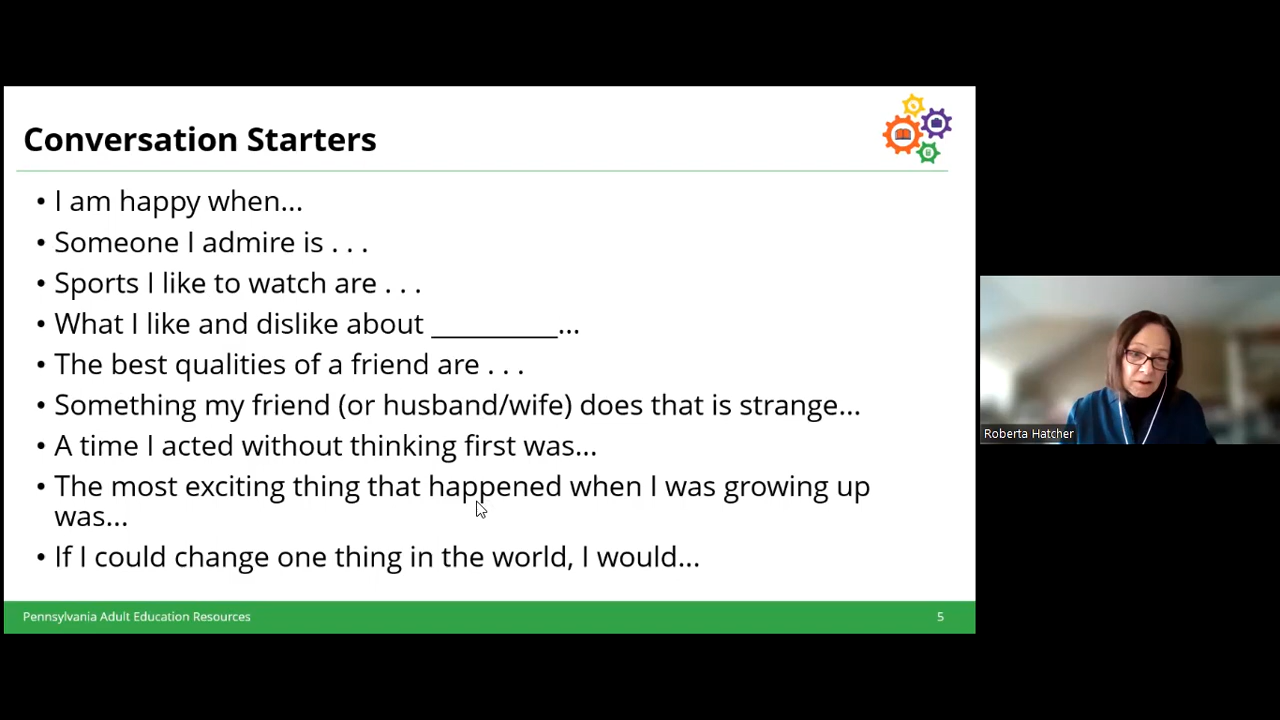 Conversation Starters
• I am happy when...
• Someone I admire is . . .
• Sports I like to watch are . . .
• What I like and dislike about __________...
• The best qualities of a friend are . . .
• Something my friend (or husband/wife) does that is strange...
• A time I acted without thinking first was...
• The most exciting thing that happened when I was growing up
was...
• If I could change one thing in the world, I would...
Pennsylvania Adult Education Resources
5
Roberta Hatcher